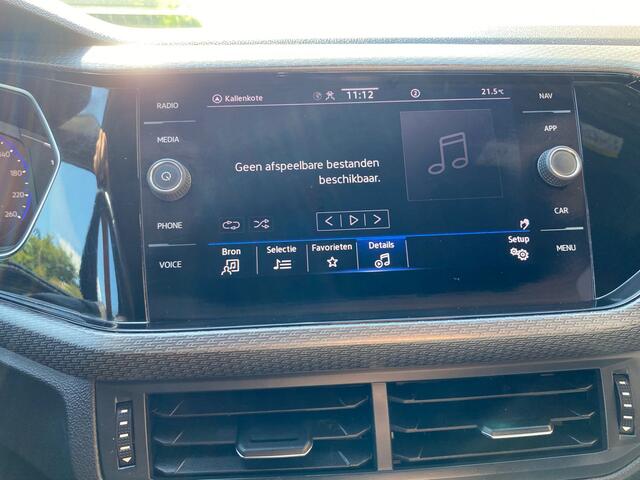 RADIO
MEDIA
PHONE
VOICE
Kallenkote
11:12
2
21.5°C
Geen afspeelbare bestanden
beschikbaar.
Bron
Selectie
Favorieten
Details
Setup
NAV
APP
CAR
MENU
140
180
220
260